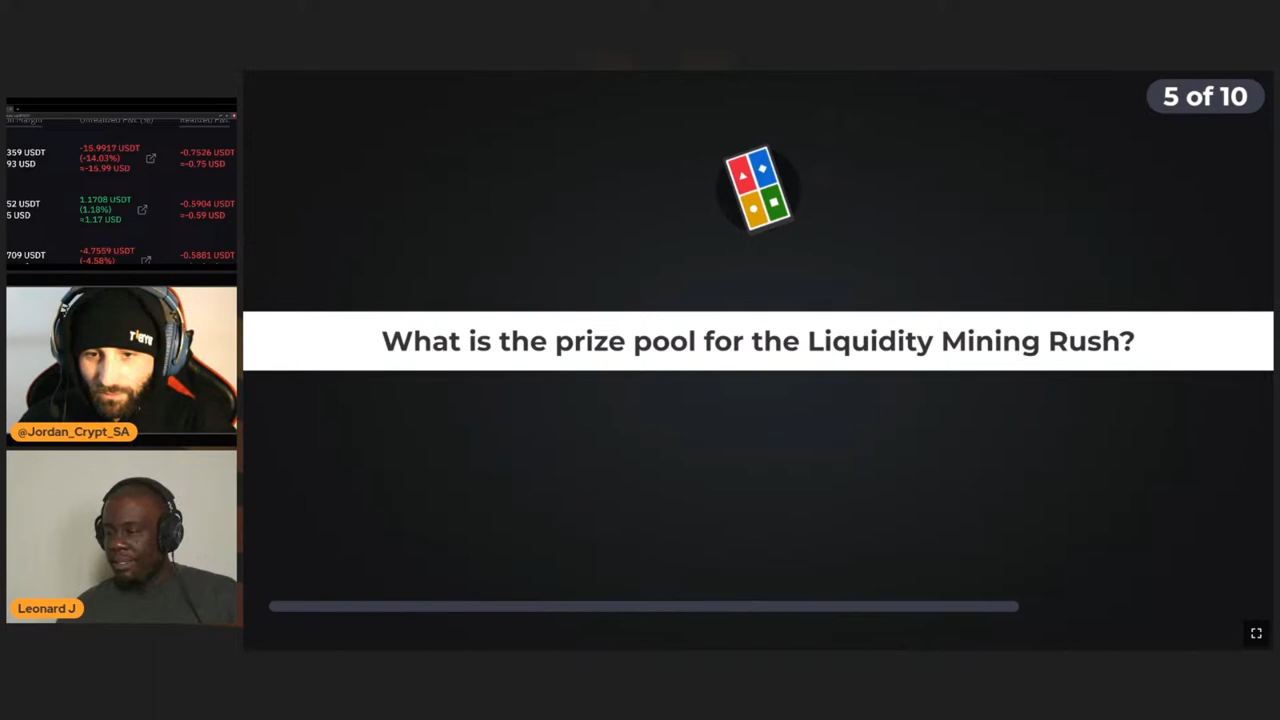 5 of 10
Unrealized
359 USDT
-15.9917 USDT
-0.7526 USDT
93 USD
(-14.03%)
≈-0.75 USD
≈-15.99 USD
52 USDT
1.1708 USDT
-0.5904 USDT
5 USD
(1.18%)
≈-0.59 USD
≈1.17 USD
709 USDT
-4.7559 USDT
-0.5881 USDT
(-4.58%)
What is the prize pool for the Liquidity Mining Rush?
@Jordan_Crypt_SA
Leonard J